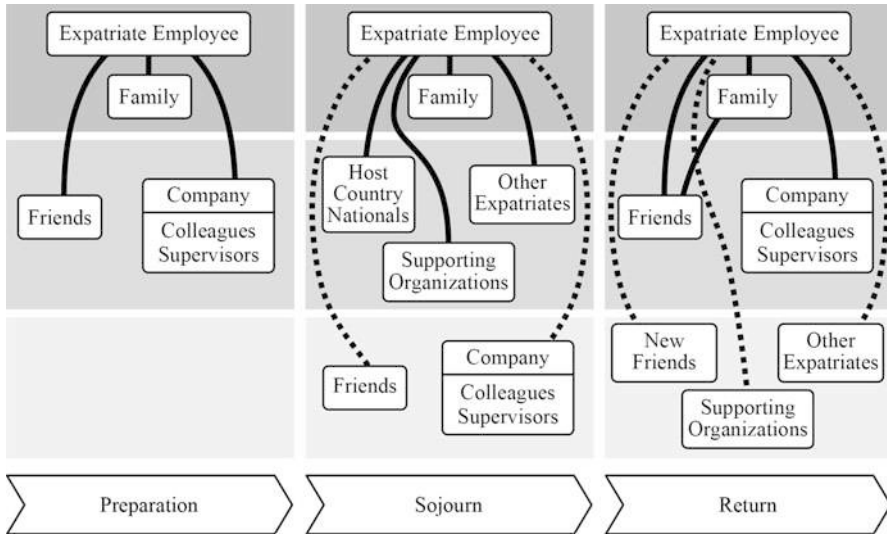 Expatriate Employee
Family
Friends
Company
Colleagues
Supervisors
Expatriate Employee
Family
Host
Country
Nationals
Other
Expatriates
Supporting
Organizations
Friends
Company
Colleagues
Supervisors
Expatriate Employee
Family
Friends
Company
Colleagues
Supervisors
New
Friends
Other
Expatriates
Supporting
Organizations
Preparation
Sojourn
Return